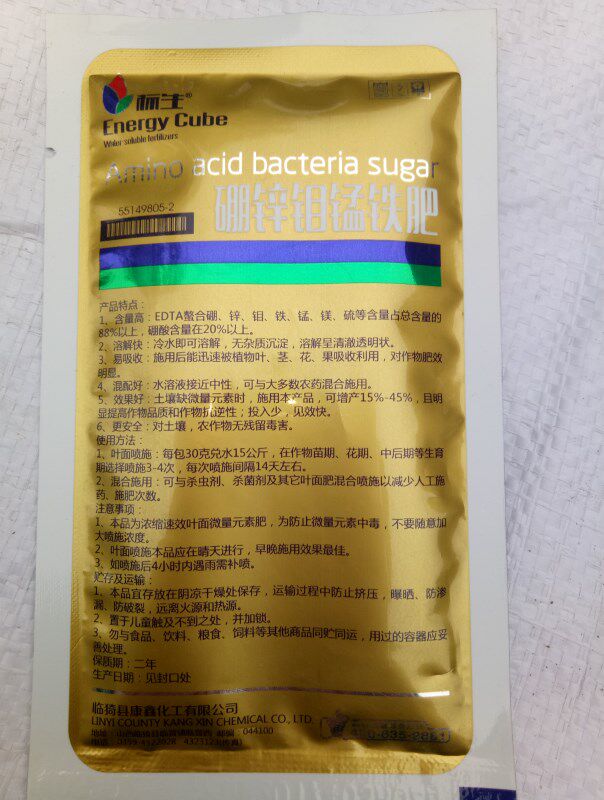 标生®
Energy Cube
Water-soluble fertilizers
Amino acid bacteria sugar
硼锌钼锰铁肥
55149805-2
产品特点：
1、含量高：EDTA螯合硼、锌、钼、铁、锰、镁、硫等含量占总含量的
88%以上，硼酸含量在20%以上。
2、溶解快：冷水即可溶解，无杂质沉淀，溶解呈清澈透明状。
3、易吸收：施用后能迅速被植物叶、茎、花、果吸收利用，对作物肥效
明显。
4、混配好：水溶液接近中性，可与大多数农药混合施用。
5、效果好：土壤缺微量元素时，施用本产品，可增产15%-45%，且明
显提高作物品质和作物抗逆性；投入少，见效快。
6、更安全：对土壤，农作物无残留毒害。
使用方法：
1、叶面喷施：每包30克兑水15公斤，在作物苗期、花期、中后期等生育
期选择喷施3-4次，每次喷施间隔14天左右。
2、混合施用：可与杀虫剂、杀菌剂及其它叶面肥混合喷施以减少人工施
药、施肥次数。
注意事项：
1、本品为浓缩速效叶面微量元素肥，为防止微量元素中毒，不要随意加
大喷施浓度。
2、叶面喷施本品应在晴天进行，早晚施用效果最佳。
3、如喷施后4小时内遇雨需补喷。
贮存及运输：
1、本品宜存放在阴凉干燥处保存，运输过程中防止挤压，曝晒、防渗
漏、防破裂，远离火源和热源。
2、置于儿童触及不到之处，并加锁。
3、勿与食品、饮料、粮食、饲料等其他商品同贮同运，用过的容器应妥
善处理。
保质期：二年
生产日期：见封口处
临猗县康鑫化工有限公司
LINYI COUNTY KANG XIN CHEMICAL CO., LTD.
邮编：044100
电话：0359-4523028 4323123(传真)